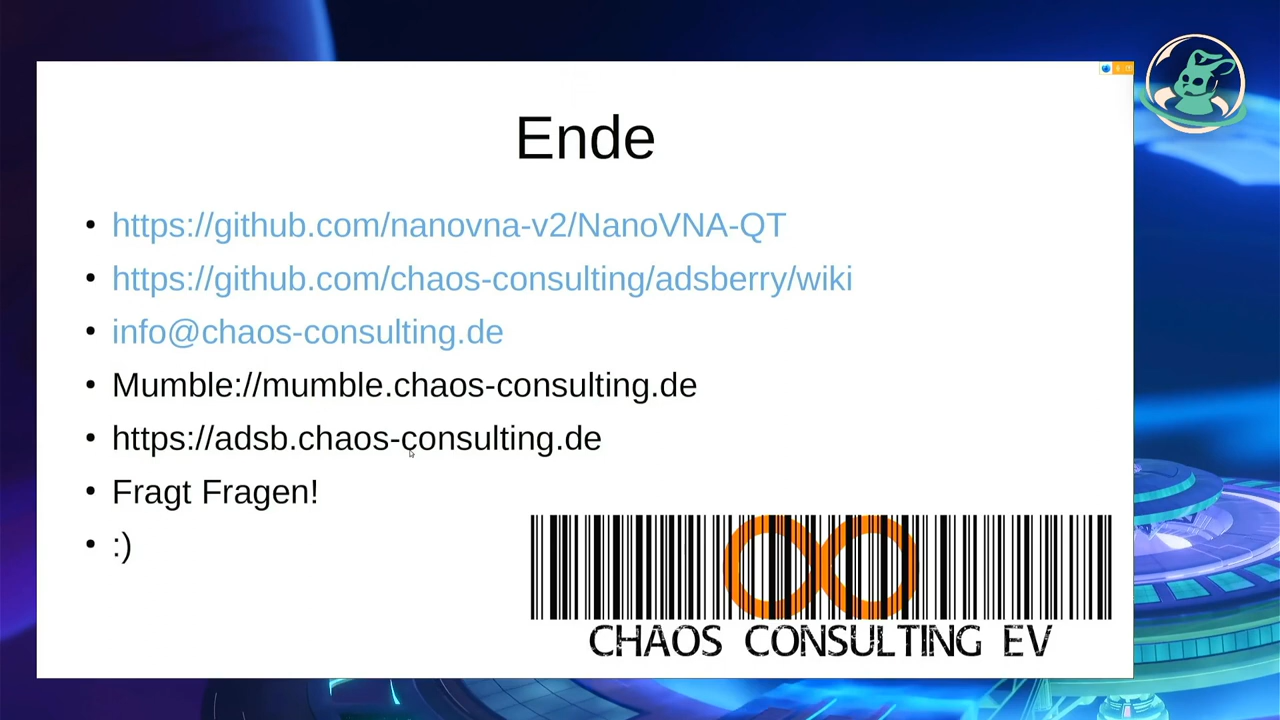 Ende
https://github.com/nanovna-v2/NanoVNA-QT
https://github.com/chaos-consulting/adsberry/wiki
info@chaos-consulting.de
Mumble://mumble.chaos-consulting.de
https://adsb.chaos-consulting.de
Fragt Fragen!
:)
CHAOS CONSULTING EV